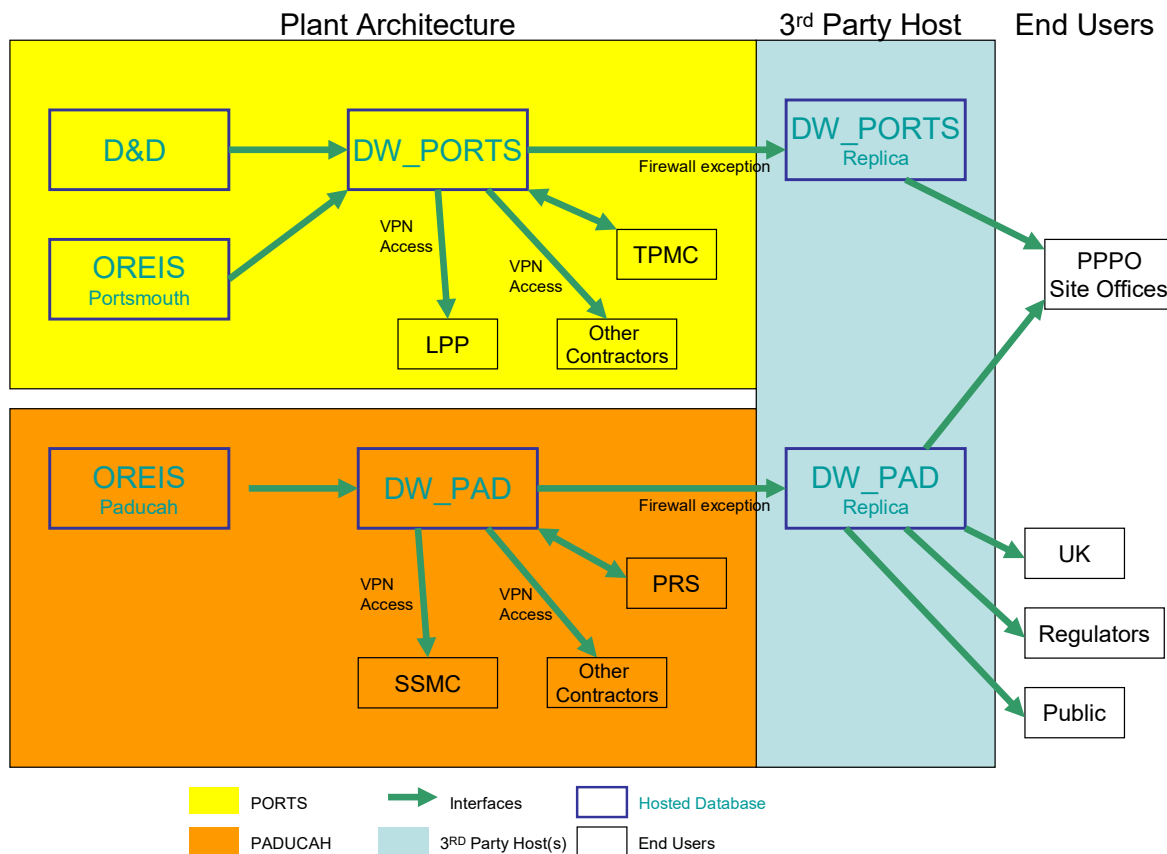 Plant Architecture
3rd Party Host
End Users
D&D
DW_PORTS
Firewall exception
DW_PORTS
Replica
VPN
Access
VPN
Access
TPMC
OREIS
Portsmouth
PPPO
Site Offices
LPP
Other
Contractors
OREIS
Paducah
DW_PAD
Firewall exception
DW_PAD
Replica
VPN
Access
VPN
Access
PRS
UK
SSMC
Other
Contractors
Regulators
Public
PORTS
Interfaces
Hosted Database
PADUCAH
3RD Party Host(s)
End Users